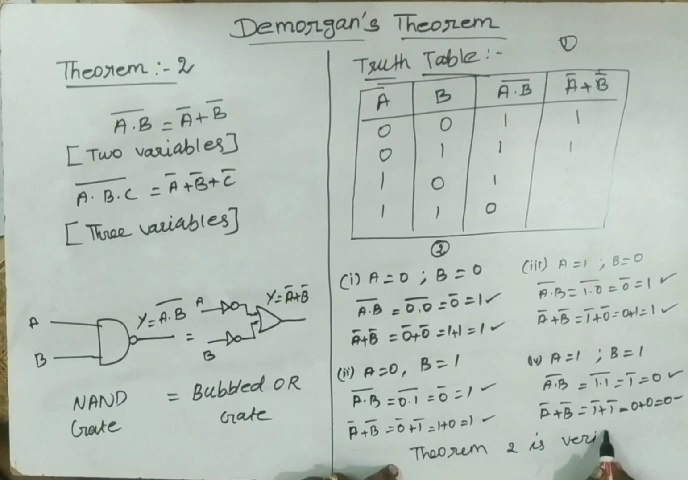 Demorgan's Theorem
Theorem :- 2
A̅.̅B̅ = A̅+B̅
[Two variables]
A̅.̅B̅.̅C̅ = A̅+B̅+C̅
[Three variables]
A
B
Y=A̅.̅B̅
=
A
B
Y=A̅+B̅
NAND = Bubbled OR
Gate Gate
Truth Table :- ①
A̅ B A̅.̅B̅ A̅+B̅
0 0 1 1
0 1 1 1
1 0 1
1 1 0
②
(i) A=0 ; B=0
A̅.̅B̅ = 0̅.̅0̅ = 0̅ = 1 ✓
A̅+B̅ = 0̅+0̅ = 1+1 = 1 ✓
(ii) A=0, B=1
A̅.̅B̅ = 0̅.̅1̅ = 0̅ = 1 ✓
A̅+B̅ = 0̅+1̅ = 1+0 = 1 ✓
(iii) A=1 ; B=0
A̅.̅B̅ = 1̅.̅0̅ = 0̅ = 1 ✓
A̅+B̅ = 1̅+0̅ = 0+1 = 1 ✓
A=1 ; B=1
A̅.̅B̅ = 1̅.̅1̅ = 1̅ = 0 ✓
A̅+B̅ = 1̅+1̅ = 0+0=0
Theorem 2 is veri